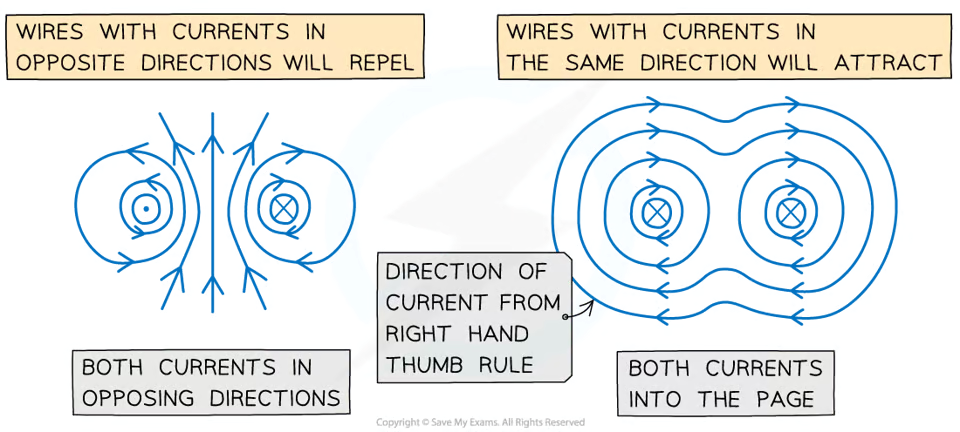 WIRES WITH CURRENTS IN
OPPOSITE DIRECTIONS WILL REPEL
WIRES WITH CURRENTS IN
THE SAME DIRECTION WILL ATTRACT
DIRECTION OF
CURRENT FROM
RIGHT HAND
THUMB RULE
BOTH CURRENTS IN
OPPOSING DIRECTIONS
BOTH CURRENTS
INTO THE PAGE
Copyright © Save My Exams. All Rights Reserved